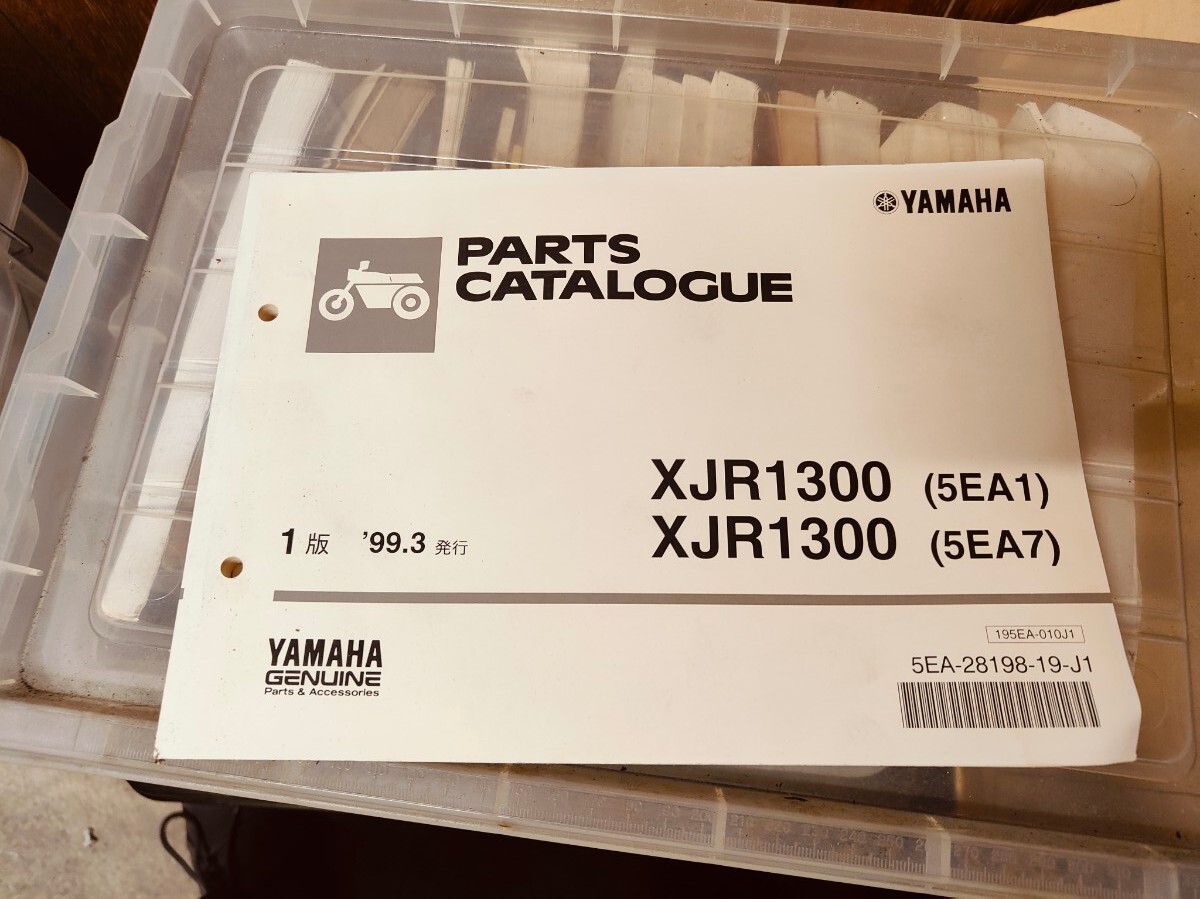 YAMAHA
PARTS
CATALOGUE
XJR1300 (5EA1)
XJR1300 (5EA7)
1版 '99.3 発行
YAMAHA
GENUINE
Parts & Accessories
195EA-010J1
5EA-28198-19-J1